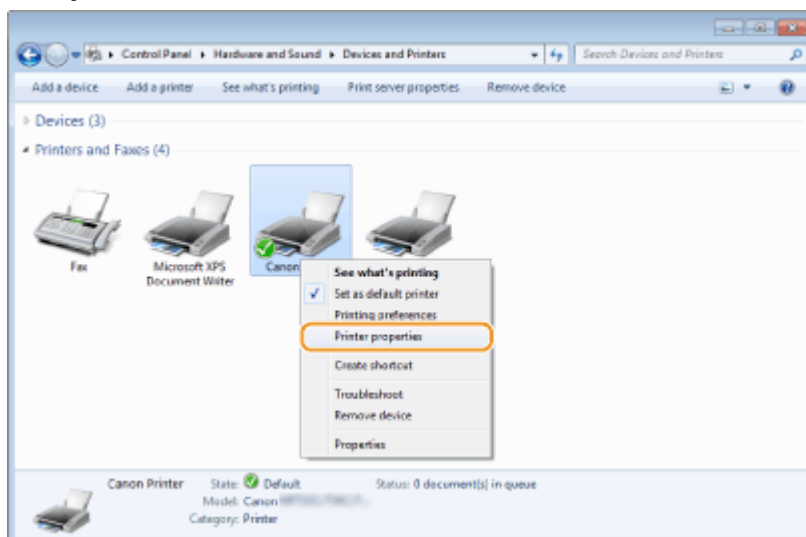 Control Panel ▸ Hardware and Sound ▸ Devices and Printers
Search Devices and Printers
Add a device Add a printer See what's printing Print server properties Remove device
Devices (3)
Printers and Faxes (4)
Fax
Microsoft XPS
Document Writer
Canon
See what's printing
Set as default printer
Printing preferences
Printer properties
Create shortcut
Troubleshoot
Remove device
Properties
Canon Printer State: Default Status: 0 document(s) in queue
Model: Canon
Category: Printer